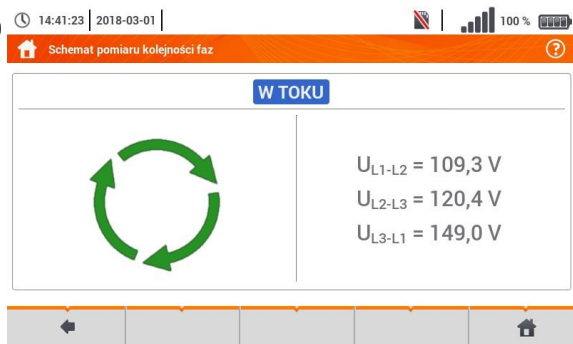 14:41:23 2018-03-01 100 %
Schemat pomiaru kolejności faz ?
W TOKU
UL1-L2 = 109,3 V
UL2-L3 = 120,4 V
UL3-L1 = 149,0 V